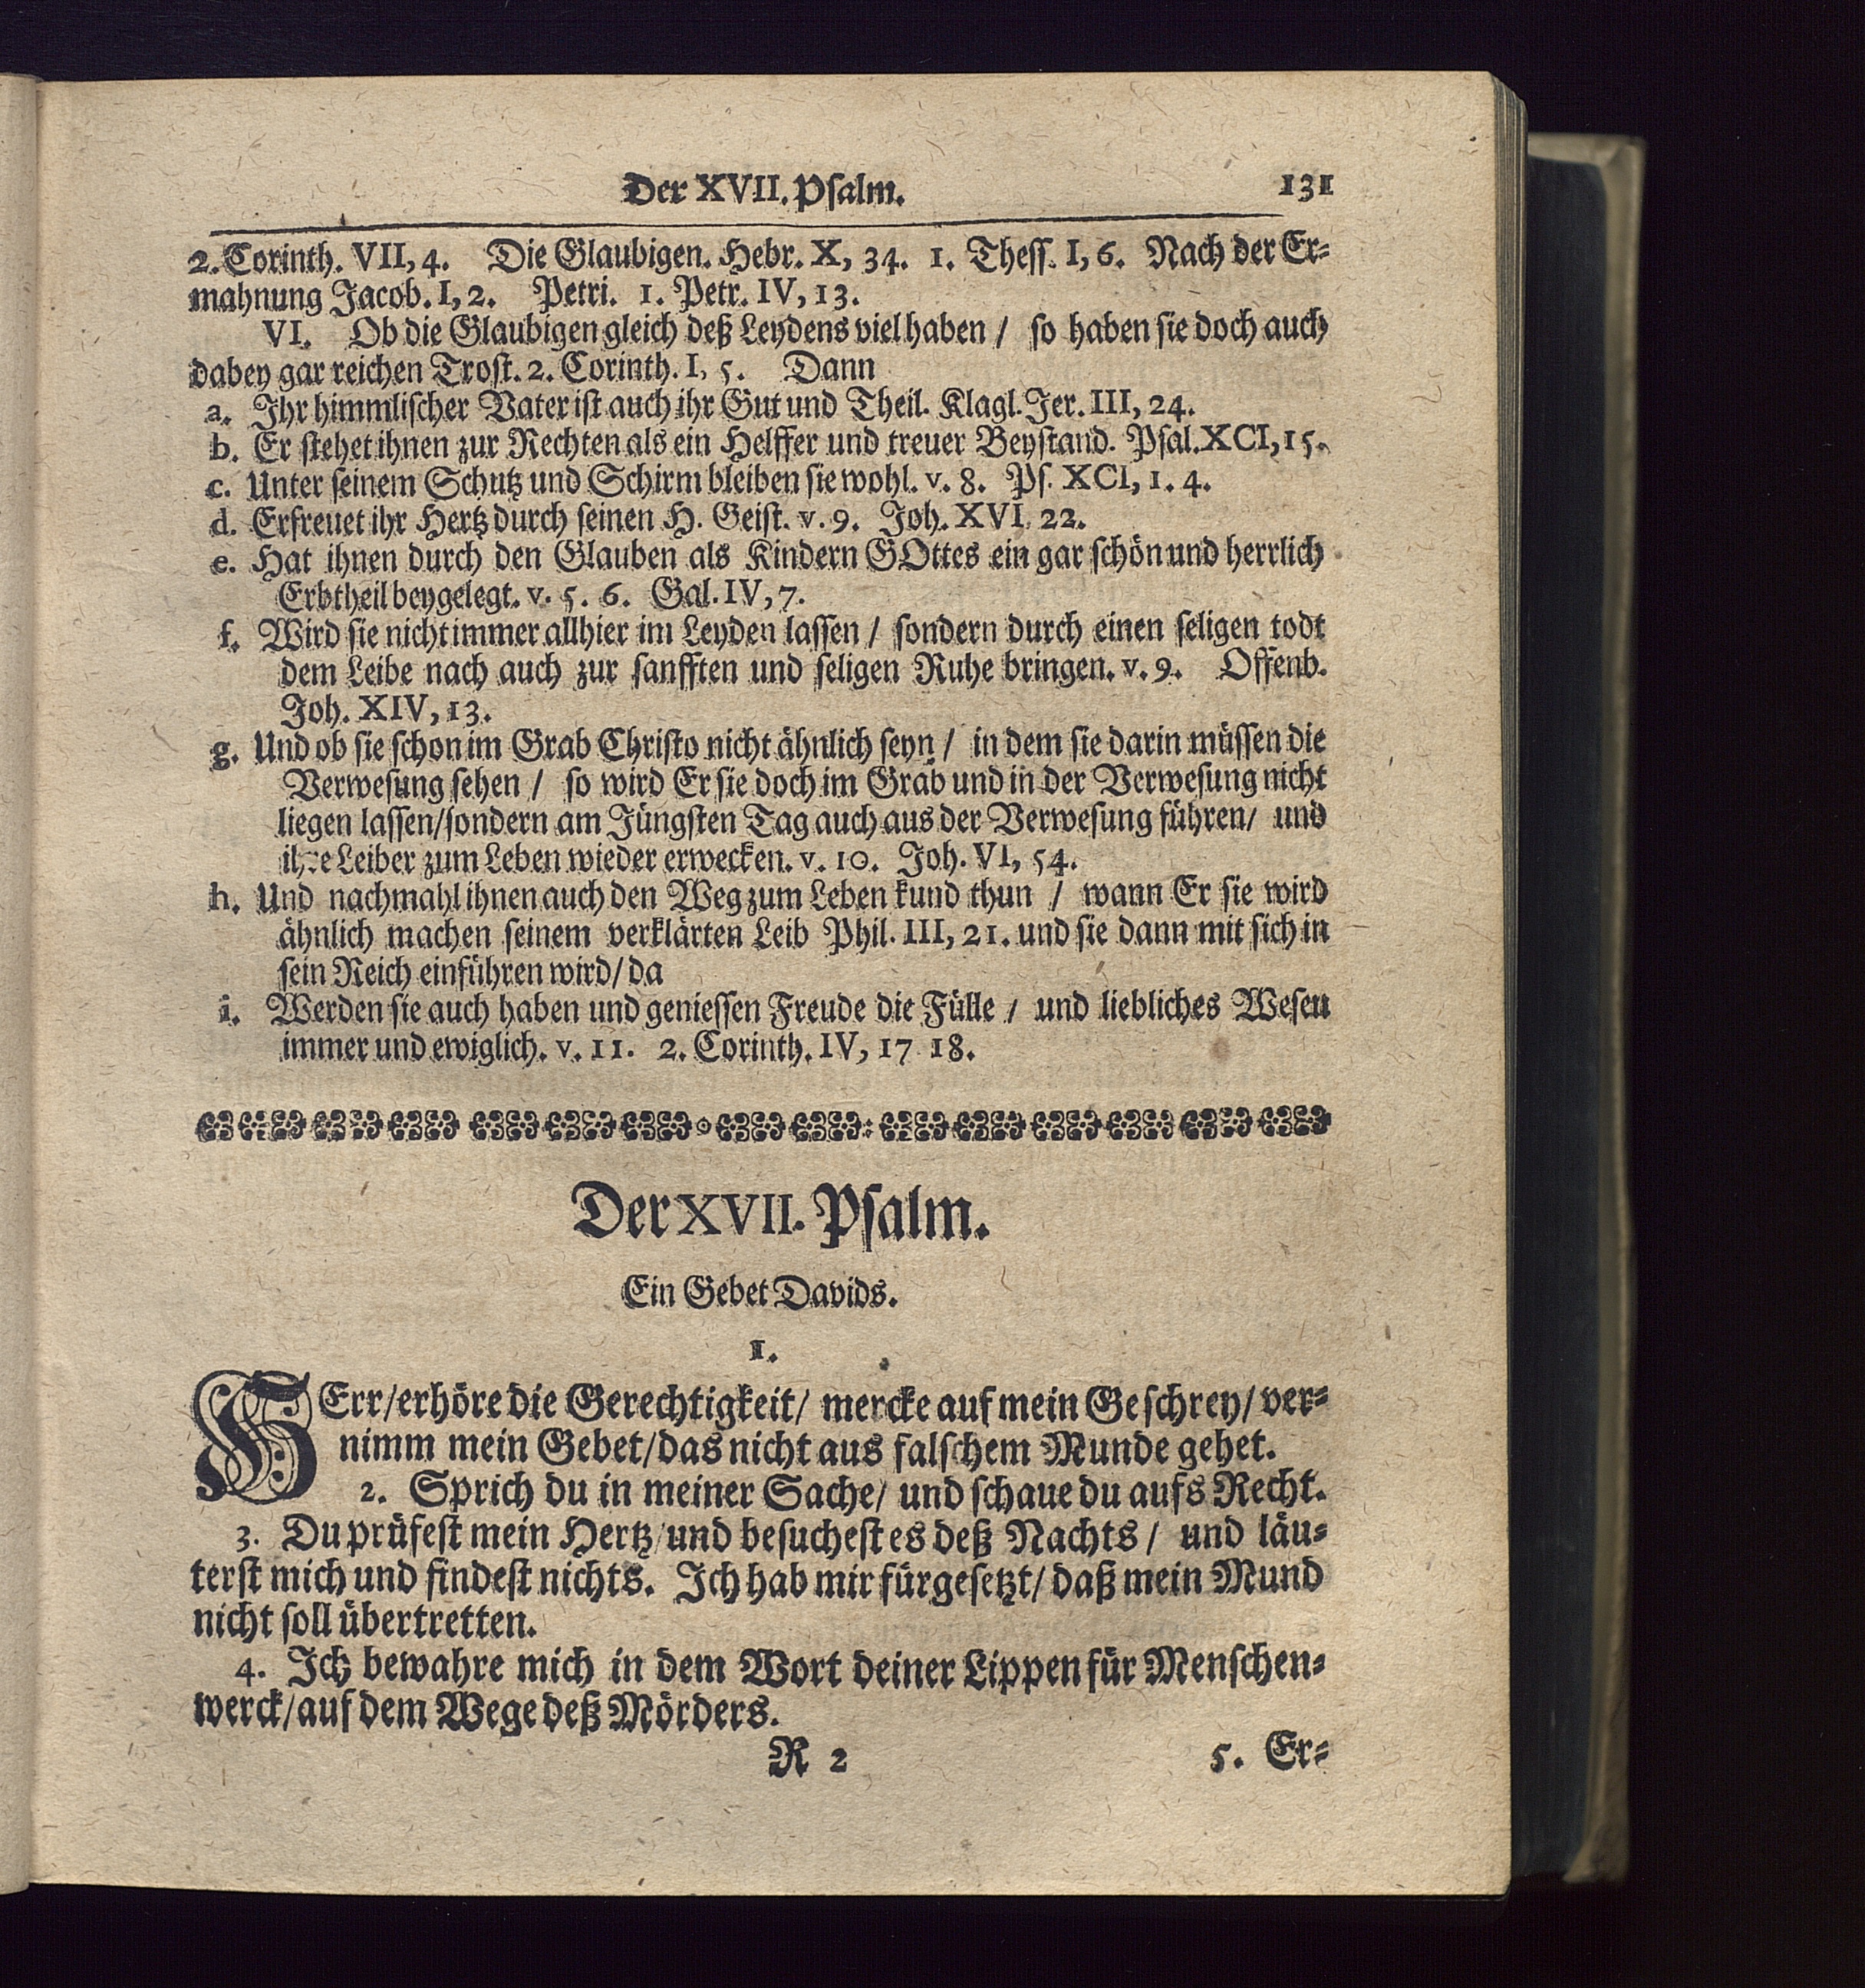 Der XVII. Psalm. 131
2. Corinth. VII, 4. Die Glaubigen. Hebr. X, 34. 1. Thess. I, 6. Nach der Er-
mahnung Jacob. I, 2. Petri. 1. Petr. IV, 13.
VI. Ob die Glaubigen gleich deß Leydens viel haben / so haben sie doch auch
dabey gar reichen Trost. 2. Corinth. I, 5. Dann
a. Ihr himmlischer Vater ist auch ihr Gut und Theil. Klagl. Jer. III, 24.
b. Er stehet ihnen zur Rechten als ein Helffer und treuer Beystand. Psal. XCI, 15.
c. Unter seinem Schutz und Schirm bleiben sie wohl. v. 8. Ps. XCI, 1. 4.
d. Erfreuet ihr Hertz durch seinen H. Geist. v. 9. Joh. XVI, 22.
e. Hat ihnen durch den Glauben als Kindern GOttes ein gar schön und herrlich
Erbtheil beygelegt. v. 5. 6. Gal. IV, 7.
f. Wird sie nicht immer allhier im Leyden lassen / sondern durch einen seligen todt
dem Leibe nach auch zur sanfften und seligen Ruhe bringen. v. 9. Offenb.
Joh. XIV, 13.
g. Und ob sie schon im Grab Christo nicht ähnlich seyn / in dem sie darin müssen die
Verwesung sehen / so wird Er sie doch im Grab und in der Verwesung nicht
liegen lassen/sondern am Jüngsten Tag auch aus der Verwesung führen/ und
ihre Leiber zum Leben wieder erwecken. v. 10. Joh. VI, 54.
h. Und nachmahl ihnen auch den Weg zum Leben kund thun / wann Er sie wird
ähnlich machen seinem verklärten Leib Phil. III, 21. und sie dann mit sich in
sein Reich einführen wird/ da
i. Werden sie auch haben und geniessen Freude die Fülle / und liebliches Wesen
immer und ewiglich. v. 11. 2. Corinth. IV, 17 18.
Der XVII. Psalm.
Ein Gebet Davids.
1.
HErr/erhöre die Gerechtigkeit/ mercke auf mein Geschrey/ ver-
nimm mein Gebet/das nicht aus falschem Munde gehet.
2. Sprich du in meiner Sache/ und schaue du aufs Recht.
3. Du prüfest mein Hertz/und besuchest es deß Nachts / und läu-
terst mich und findest nichts. Ich hab mir fürgesetzt/ daß mein Mund
nicht soll übertretten.
4. Ich bewahre mich in dem Wort deiner Lippen für Menschen-
werck/auf dem Wege deß Mörders.
R 2 5. Er-